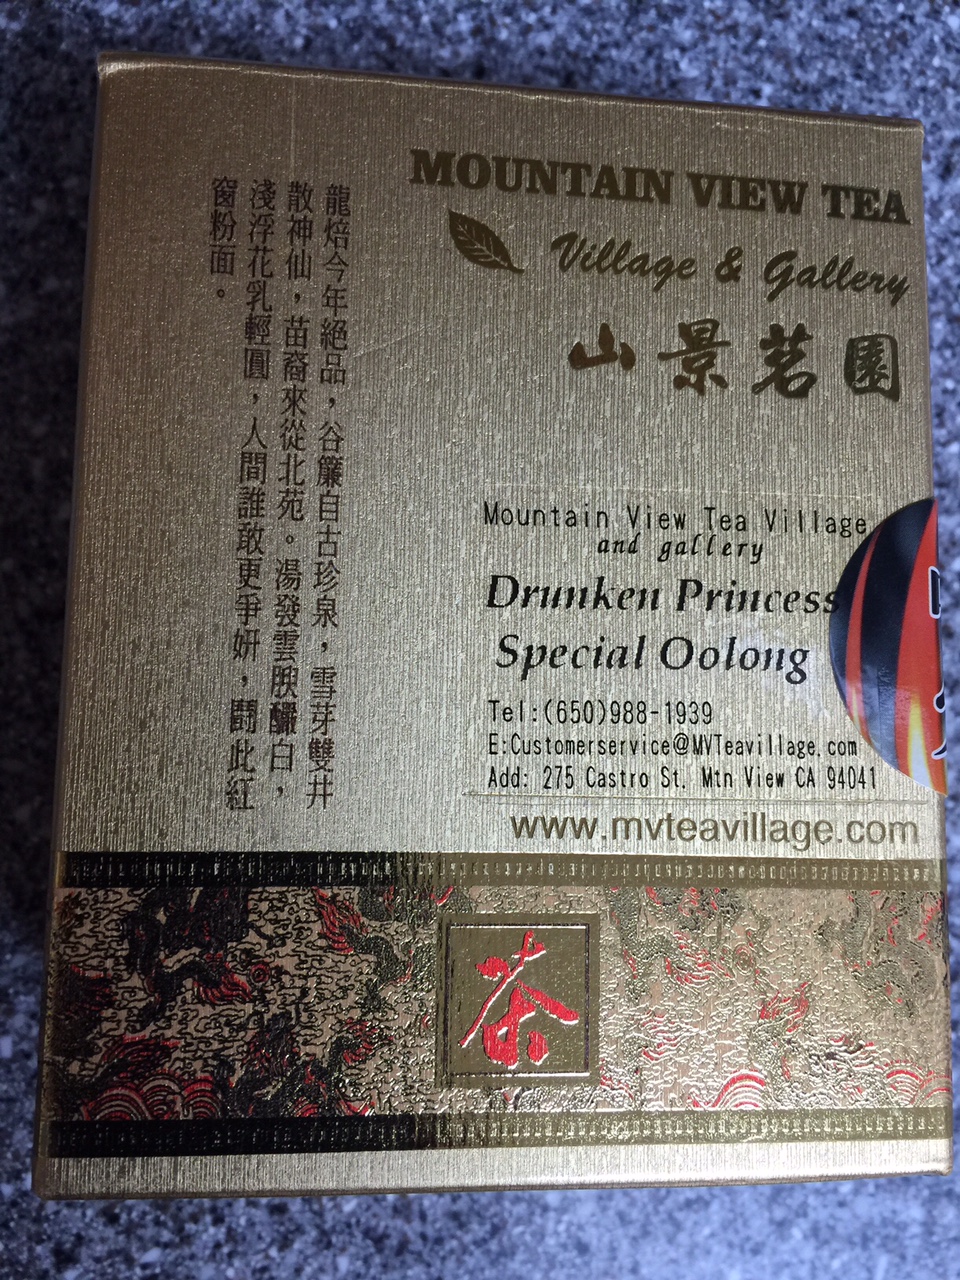 MOUNTAIN VIEW TEA
Village & Gallery
山景茗園
龍焙今年絕品，谷簾自古珍泉，雪芽雙井
散神仙，苗裔來從北苑。湯發雲腴釅白，
淺浮花乳輕圓，人間誰敢更爭妍，鬪此紅
窗粉面。
Mountain View Tea Village
and gallery
Drunken Princess
Special Oolong
Tel:(650)988-1939
E:Customerservice@MVTeavillage.com
Add: 275 Castro St. Mtn View CA 94041
www.mvteavillage.com
茶